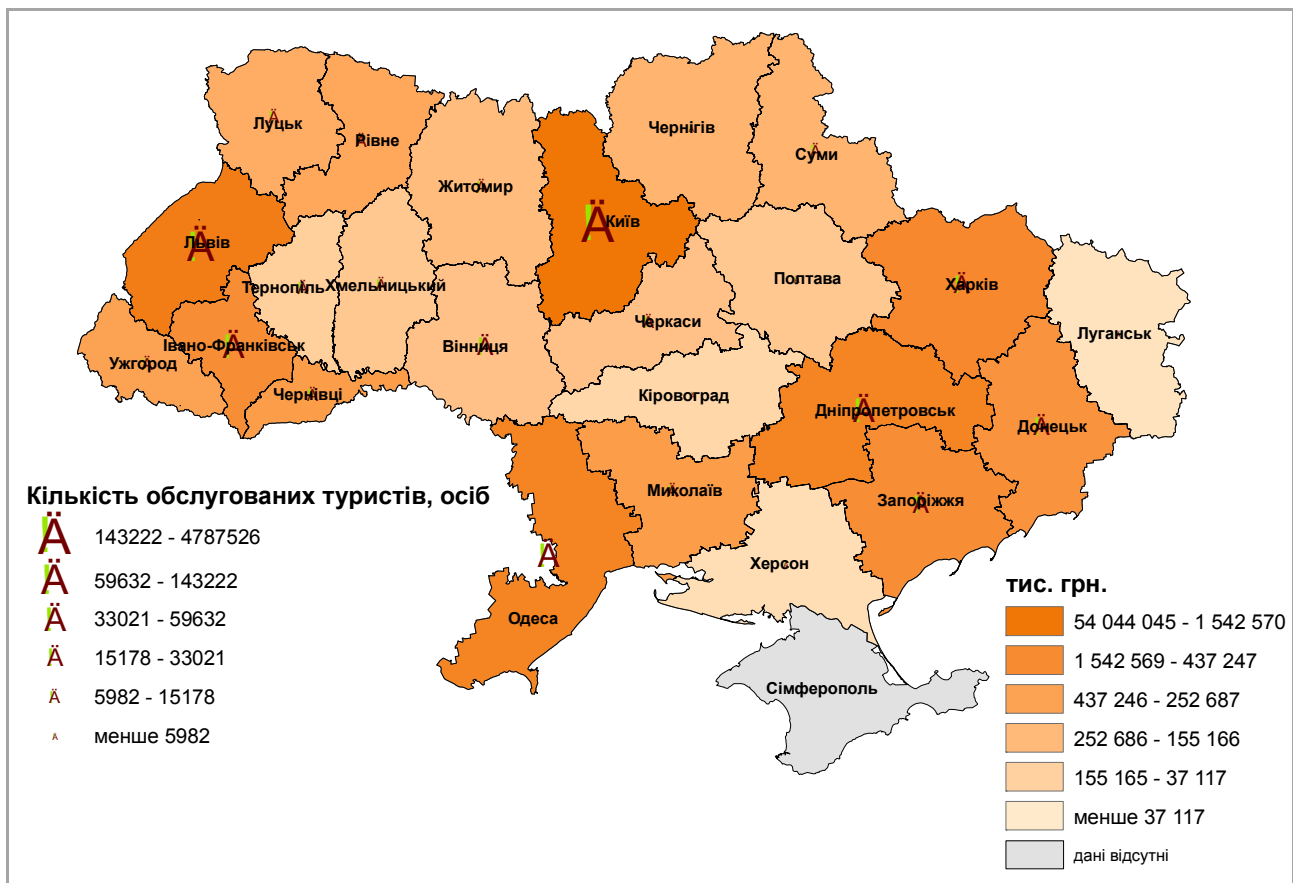 Луцьк
Рівне
Житомир
Чернігів
Суми
Київ
Львів
Тернопіль
Хмельницький
Полтава
Харків
Луганськ
Черкаси
Вінниця
Івано-Франківськ
Ужгород
Чернівці
Кіровоград
Дніпропетровськ
Донецьк
Миколаїв
Запоріжжя
Херсон
Одеса
Сімферополь
Кількість обслугованих туристів, осіб
Ä 143222 - 4787526
Ä 59632 - 143222
Ä 33021 - 59632
Ä 15178 - 33021
Ä 5982 - 15178
Ä менше 5982
тис. грн.
54 044 045 - 1 542 570
1 542 569 - 437 247
437 246 - 252 687
252 686 - 155 166
155 165 - 37 117
менше 37 117
дані відсутні